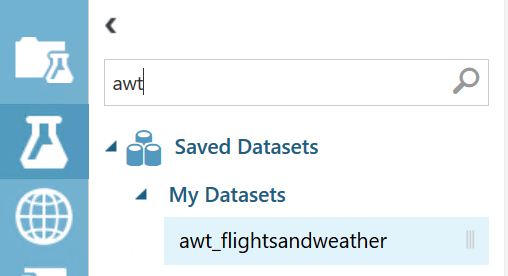 awt
Saved Datasets
My Datasets
awt_flightsandweather